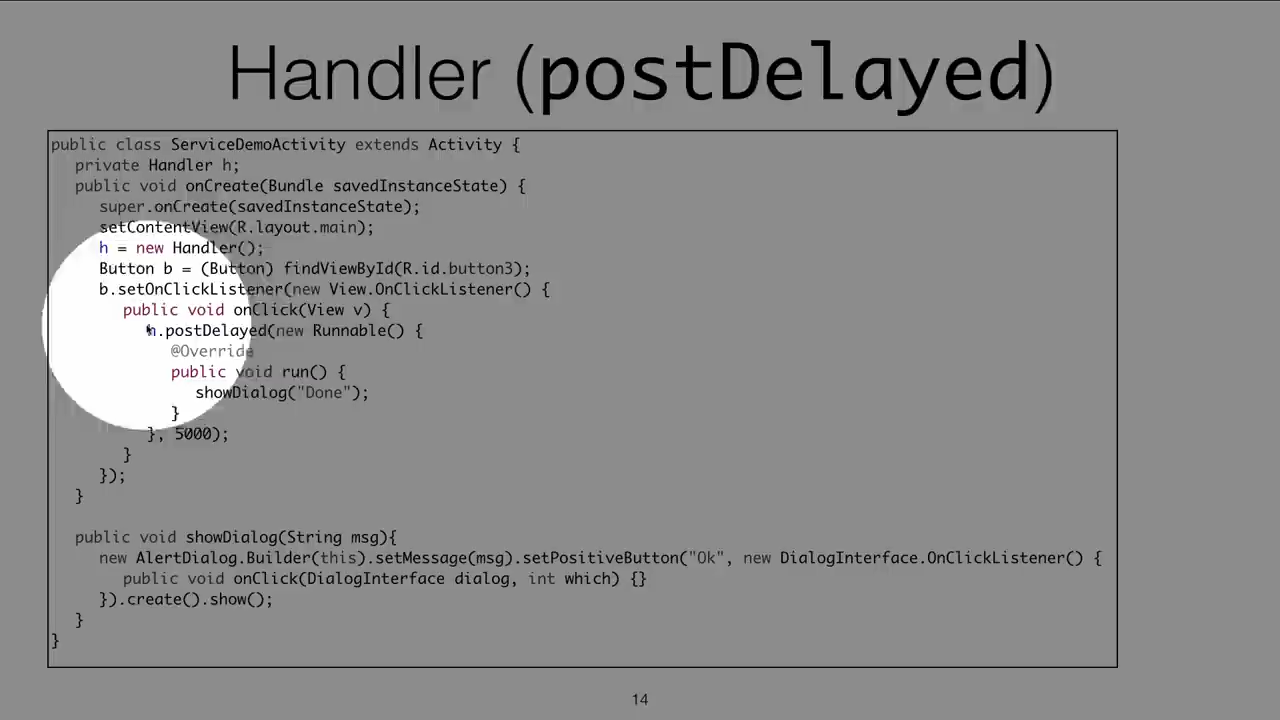 Handler (postDelayed)
public class ServiceDemoActivity extends Activity {
private Handler h;
public void onCreate(Bundle savedInstanceState) {
super.onCreate(savedInstanceState);
setContentView(R.layout.main);
h = new Handler();
Button b = (Button) findViewById(R.id.button3);
b.setOnClickListener(new View.OnClickListener() {
public void onClick(View v) {
h.postDelayed(new Runnable() {
@Override
public void run() {
showDialog("Done");
}
}, 5000);
}
});
}
public void showDialog(String msg){
new AlertDialog.Builder(this).setMessage(msg).setPositiveButton("Ok", new DialogInterface.OnClickListener() {
public void onClick(DialogInterface dialog, int which) {}
}).create().show();
}
}
14